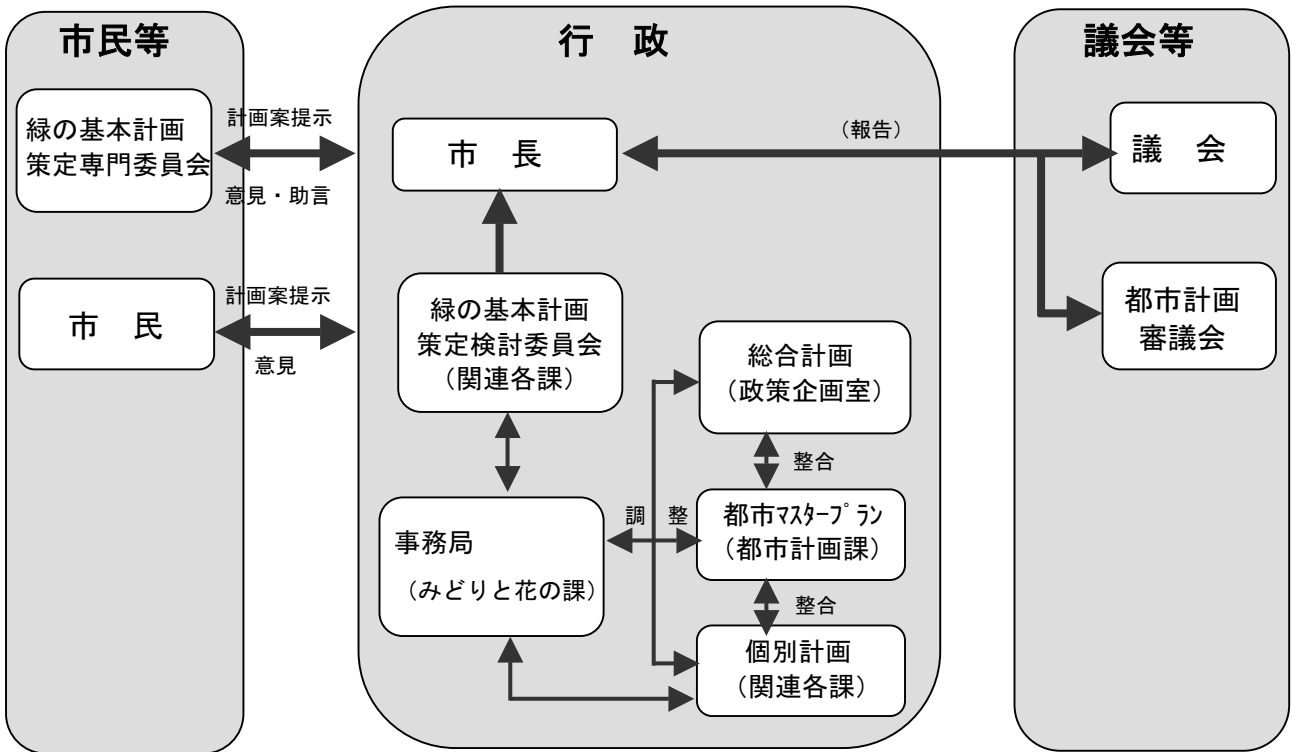 市民等
緑の基本計画
策定専門委員会
計画案提示
意見・助言
市　民
計画案提示
意見
行　政
市　長
（報告）
緑の基本計画
策定検討委員会
（関連各課）
事務局
（みどりと花の課）
調　整
総合計画
（政策企画室）
整合
都市ﾏｽﾀｰﾌﾟﾗﾝ
（都市計画課）
整合
個別計画
（関連各課）
議会等
議　会
都市計画
審議会